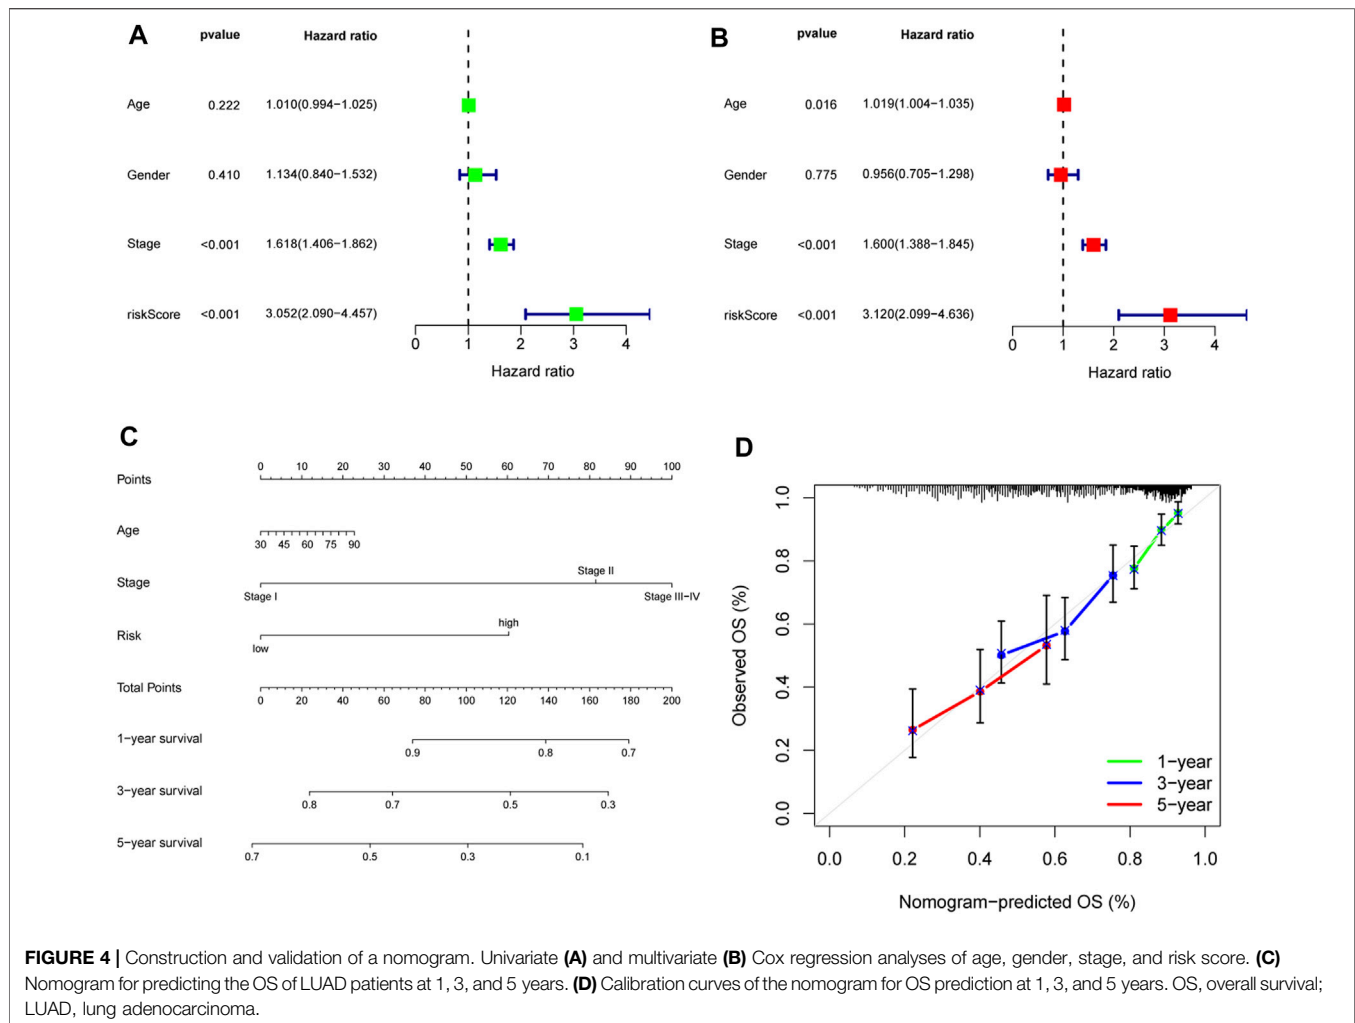 A pvalue Hazard ratio
Age 0.222 1.010(0.994−1.025)
Gender 0.410 1.134(0.840−1.532)
Stage <0.001 1.618(1.406−1.862)
riskScore <0.001 3.052(2.090−4.457)
0 1 2 3 4
Hazard ratio
B pvalue Hazard ratio
Age 0.016 1.019(1.004−1.035)
Gender 0.775 0.956(0.705−1.298)
Stage <0.001 1.600(1.388−1.845)
riskScore <0.001 3.120(2.099−4.636)
0 1 2 3 4
Hazard ratio
C
0 10 20 30 40 50 60 70 80 90 100
Points
Age
30 45 60 75 90
Stage II
Stage
Stage I Stage III−IV
high
Risk
low
Total Points
0 20 40 60 80 100 120 140 160 180 200
1−year survival
0.9 0.8 0.7
3−year survival
0.8 0.7 0.5 0.3
5−year survival
0.7 0.5 0.3 0.1
D
Observed OS (%)
1.0
0.8
0.6
0.4
0.2
0.0
1−year
3−year
5−year
0.0 0.2 0.4 0.6 0.8 1.0
Nomogram−predicted OS (%)
FIGURE 4 | Construction and validation of a nomogram. Univariate (A) and multivariate (B) Cox regression analyses of age, gender, stage, and risk score. (C)
Nomogram for predicting the OS of LUAD patients at 1, 3, and 5 years. (D) Calibration curves of the nomogram for OS prediction at 1, 3, and 5 years. OS, overall survival;
LUAD, lung adenocarcinoma.